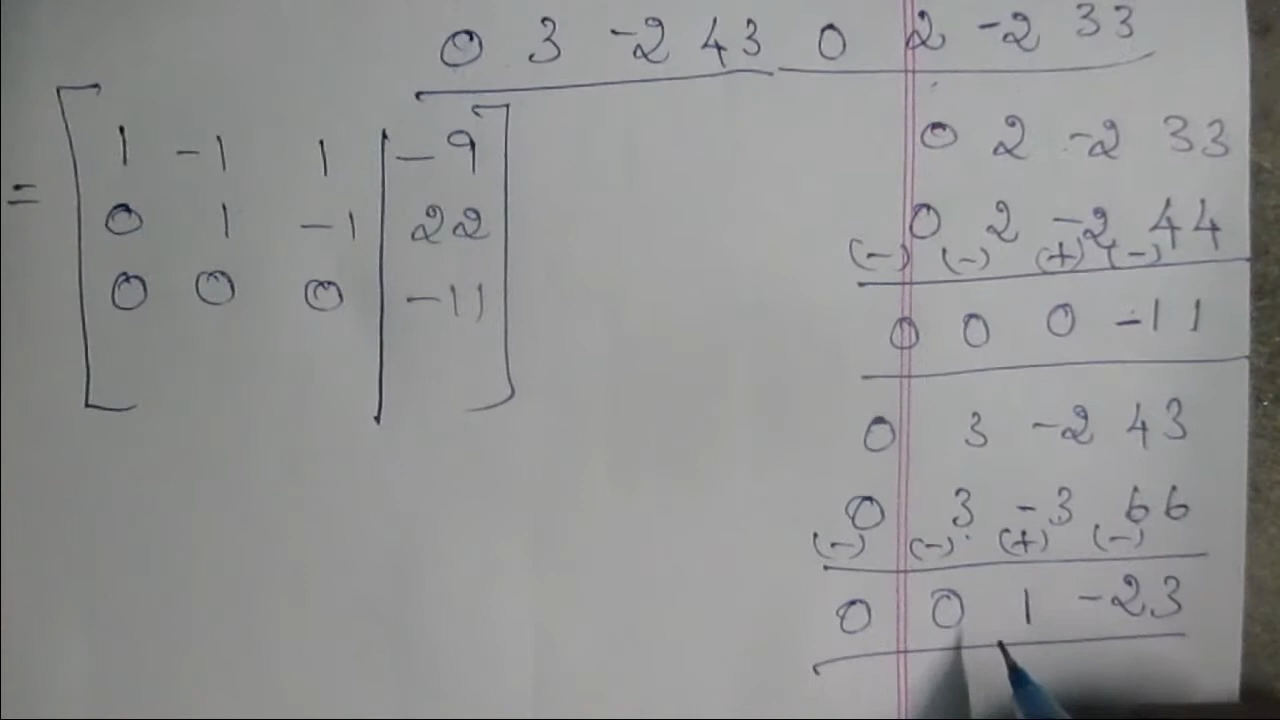 0 3 -2 43 0 2 -2 33
= [ 1 -1 1 | -9 ]
0 1 -1 | 22
0 0 0 | -11
0 2 -2 33
0 2 -2 44
(-) (-) (+) (-)
0 0 0 -11
0 3 -2 43
0 3 -3 66
(-) (-) (+) (-)
0 0 1 -23